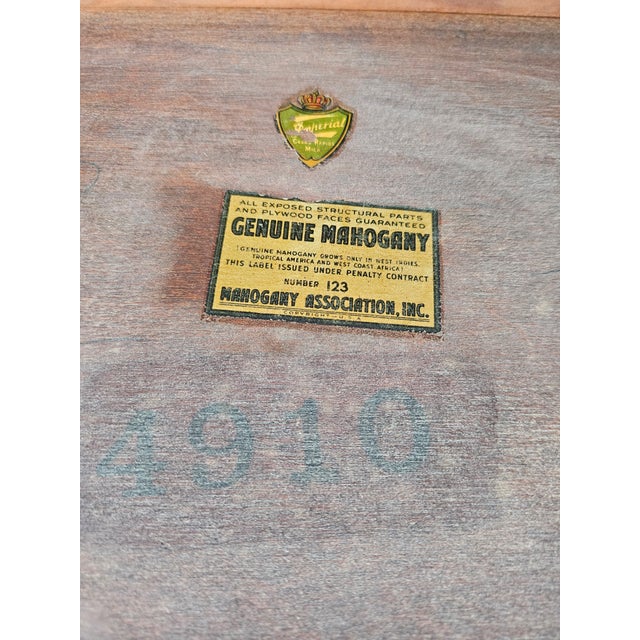 Imperial
GRAND RAPIDS
MICH
ALL EXPOSED STRUCTURAL PARTS
AND PLYWOOD FACES GUARANTEED
GENUINE MAHOGANY
(GENUINE MAHOGANY GROWS ONLY IN WEST INDIES,
TROPICAL AMERICA AND WEST COAST AFRICA)
THIS LABEL ISSUED UNDER PENALTY CONTRACT
NUMBER 123
MAHOGANY ASSOCIATION, INC.
COPYRIGHT - U.S.A.
4910